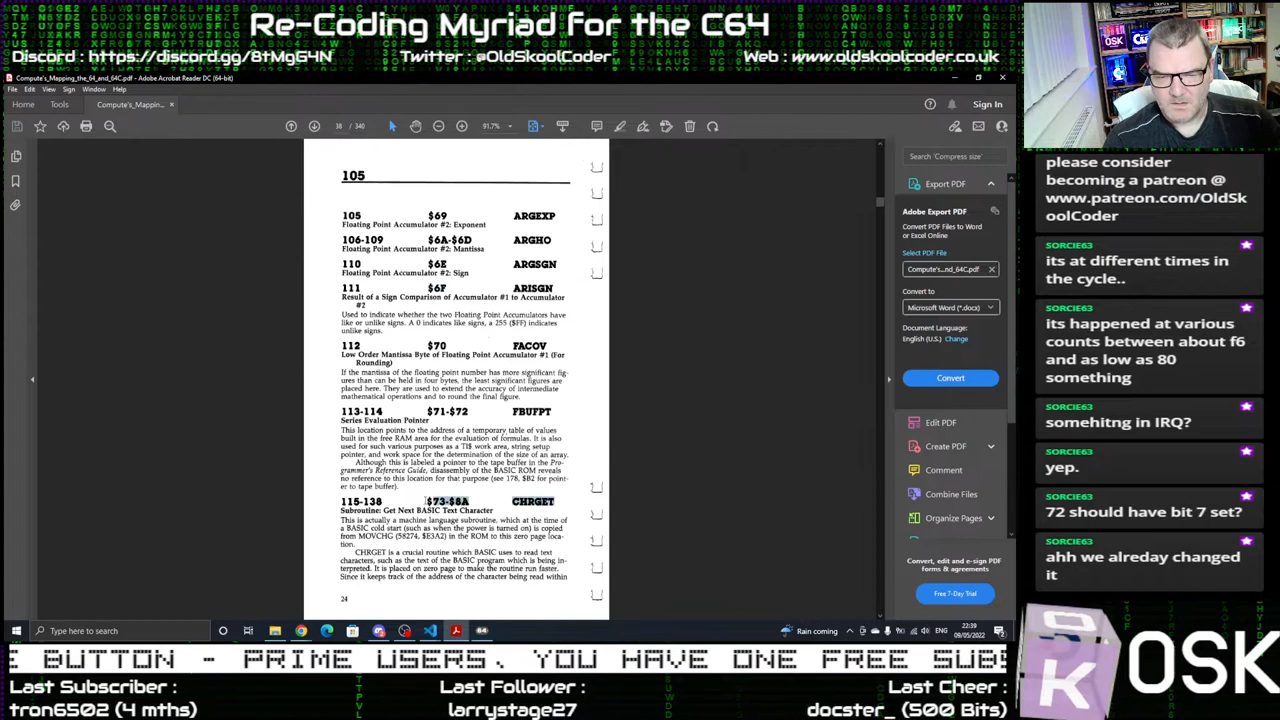 Re-Coding Myriad for the C64
Discord : https://discord.gg/8tMgG4N
Twitter : @OldSkoolCoder
Web : www.oldskoolcoder.co.uk
Compute's_Mapping_the_64_and_64C.pdf - Adobe Acrobat Reader DC (64-bit)
File Edit View Sign Window Help
Home Tools Compute's_Mappin... ×
Sign In
38 / 340
91.7%
105
105 $69 ARGEXP
Floating Point Accumulator #2: Exponent
106-109 $6A-$6D ARGHO
Floating Point Accumulator #2: Mantissa
110 $6E ARGSGN
Floating Point Accumulator #2: Sign
111 $6F ARISGN
Result of a Sign Comparison of Accumulator #1 to Accumulator
#2
Used to indicate whether the two Floating Point Accumulators have
like or unlike signs. A 0 indicates like signs, a 255 ($FF) indicates
unlike signs.
112 $70 FACOV
Low Order Mantissa Byte of Floating Point Accumulator #1 (For
Rounding)
If the mantissa of the floating point number has more significant fig-
ures than can be held in four bytes, the least significant figures are
placed here. They are used to extend the accuracy of intermediate
mathematical operations and to round the final figure.
113-114 $71-$72 FBUFPT
Series Evaluation Pointer
This location points to the address of a temporary table of values
built in the free RAM area for the evaluation of formulas. It is also
used for such various purposes as a TI$ work area, string setup
pointer, and work space for the determination of the size of an array.
Although this is labeled a pointer to the tape buffer in the Pro-
grammer's Reference Guide, disassembly of the BASIC ROM reveals
no reference to this location for that purpose (see 178, $B2 for point-
er to tape buffer).
115-138 $73-$8A CHRGET
Subroutine: Get Next BASIC Text Character
This is actually a machine language subroutine, which at the time of
a BASIC cold start (such as when the power is turned on) is copied
from MOVCHG (58274, $E3A2) in the ROM to this zero page loca-
tion.
CHRGET is a crucial routine which BASIC uses to read text
characters, such as the text of the BASIC program which is being in-
terpreted. It is placed on zero page to make the routine run faster.
Since it keeps track of the address of the character being read within
24
Search 'Compress size'
Export PDF
Adobe Export PDF
Convert PDF Files to Word
or Excel Online
Select PDF File
Compute's...nd_64C.pdf ×
Convert to
Microsoft Word (*.docx)
Document Language:
English (U.S.) Change
Convert
Edit PDF
Create PDF
Comment
Combine Files
Organize Pages
Convert, edit and e-sign PDF
forms & agreements
Free 7-Day Trial
please consider
becoming a patreon @
www.patreon.com/OldSk
oolCoder
SORCIE63
its at different times in
the cycle..
SORCIE63
its happened at various
counts between about f6
and as low as 80
something
SORCIE63
somehitng in IRQ?
SORCIE63
yep.
SORCIE63
72 should have bit 7 set?
SORCIE63
ahh we alreday changed
it
Type here to search
64
Rain coming
ENG
22:39
09/05/2022
2
E BUTTON - PRIME USERS, YOU HAVE ONE FREE SUBS
OSK
Last Subscriber :
tron6502 (4 mths)
Last Follower :
larrystage27
Last Cheer :
docster_ (500 Bits)